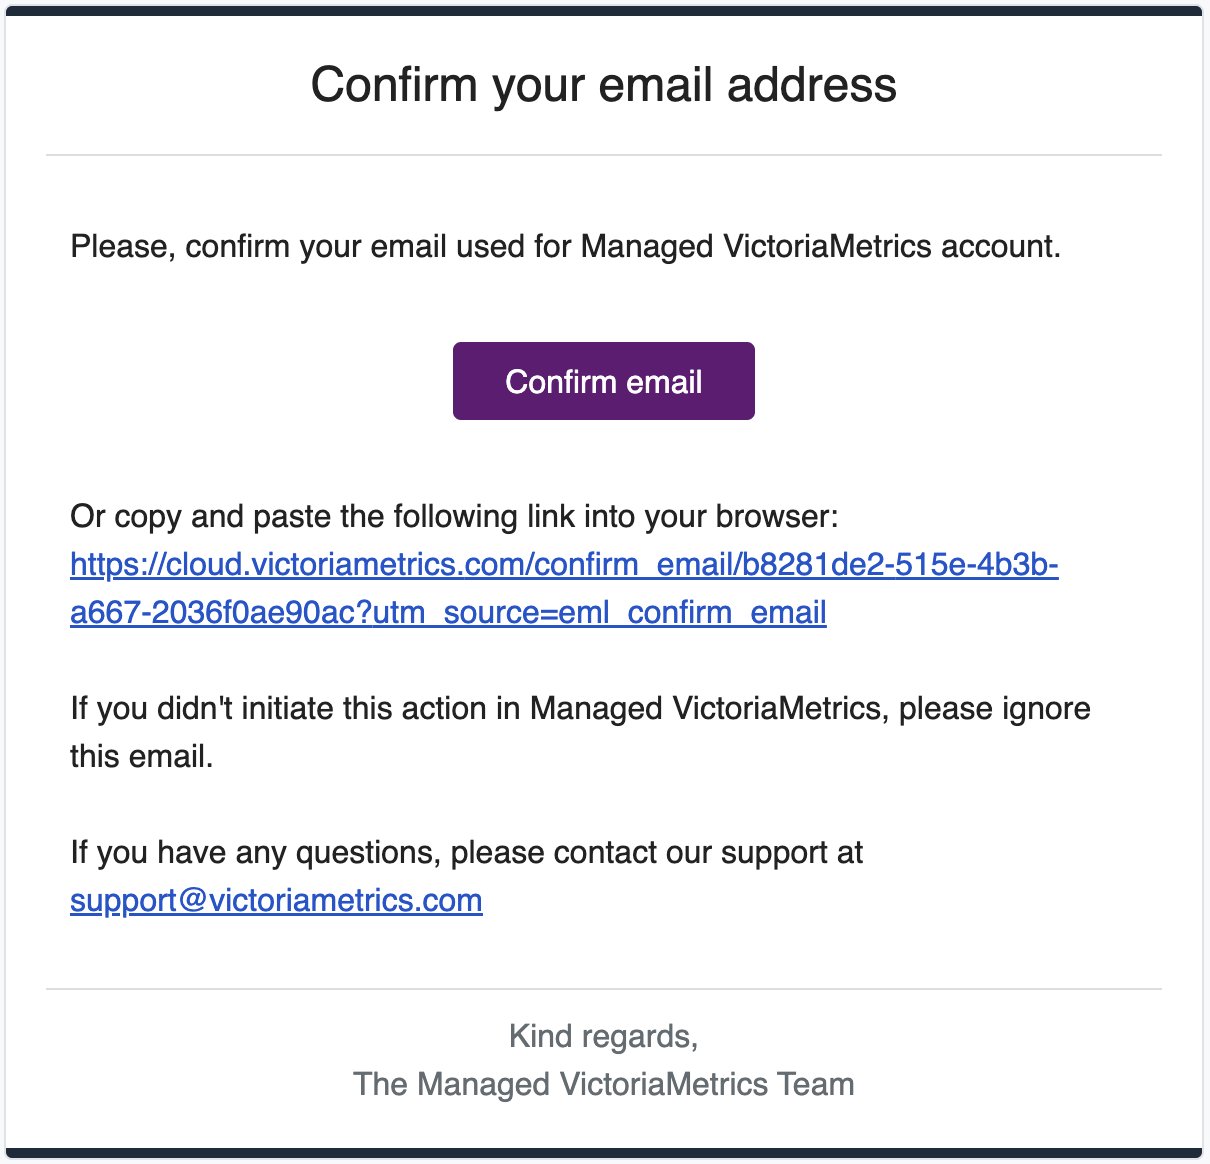 Confirm your email address
Please, confirm your email used for Managed VictoriaMetrics account.
Confirm email
Or copy and paste the following link into your browser:
https://cloud.victoriametrics.com/confirm_email/b8281de2-515e-4b3b-
a667-2036f0ae90ac?utm_source=eml_confirm_email
If you didn't initiate this action in Managed VictoriaMetrics, please ignore
this email.
If you have any questions, please contact our support at
support@victoriametrics.com
Kind regards,
The Managed VictoriaMetrics Team